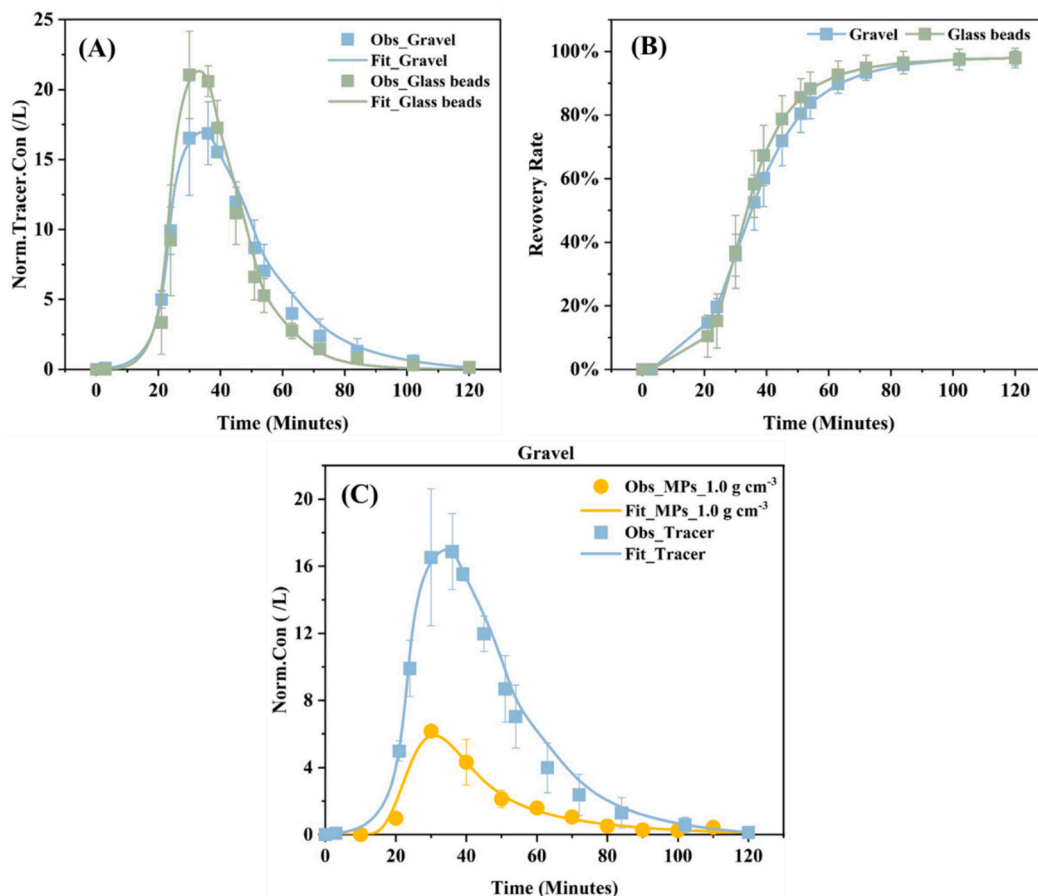 (A)
Obs_Gravel
Fit_Gravel
Obs_Glass beads
Fit_Glass beads
Norm.Tracer.Con (/L)
25
20
15
10
5
0
0 20 40 60 80 100 120
Time (Minutes)
(B)
Gravel Glass beads
Revovery Rate
100%
80%
60%
40%
20%
0%
0 20 40 60 80 100 120
Time (Minutes)
Gravel
(C)
Obs_MPs_1.0 g cm⁻³
Fit_MPs_1.0 g cm⁻³
Obs_Tracer
Fit_Tracer
Norm.Con ( /L)
20
16
12
8
4
0
0 20 40 60 80 100 120
Time (Minutes)